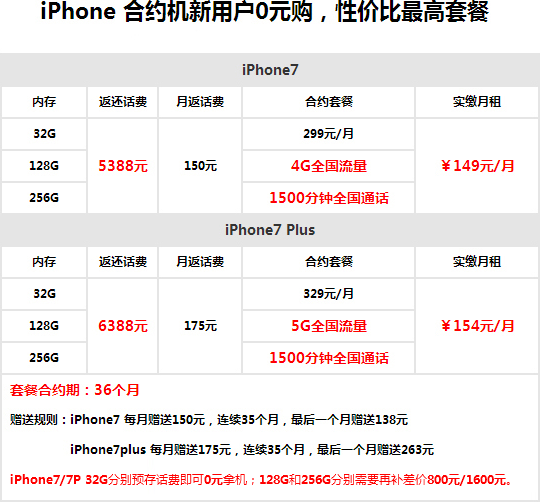 iPhone 合约机新用户0元购，性价比最高套餐
iPhone7
内存 返还话费 月返话费 合约套餐 实缴月租
32G 299元/月
128G 5388元 150元 4G全国流量 ￥149元/月
256G 1500分钟全国通话
iPhone7 Plus
内存 返还话费 月返话费 合约套餐 实缴月租
32G 329元/月
128G 6388元 175元 5G全国流量 ￥154元/月
256G 1500分钟全国通话
套餐合约期：36个月
赠送规则：iPhone7 每月赠送150元，连续35个月，最后一个月赠送138元
iPhone7plus 每月赠送175元，连续35个月，最后一个月赠送263元
iPhone7/7P 32G分别预存话费即可0元拿机；128G和256G分别需要再补差价800元/1600元。